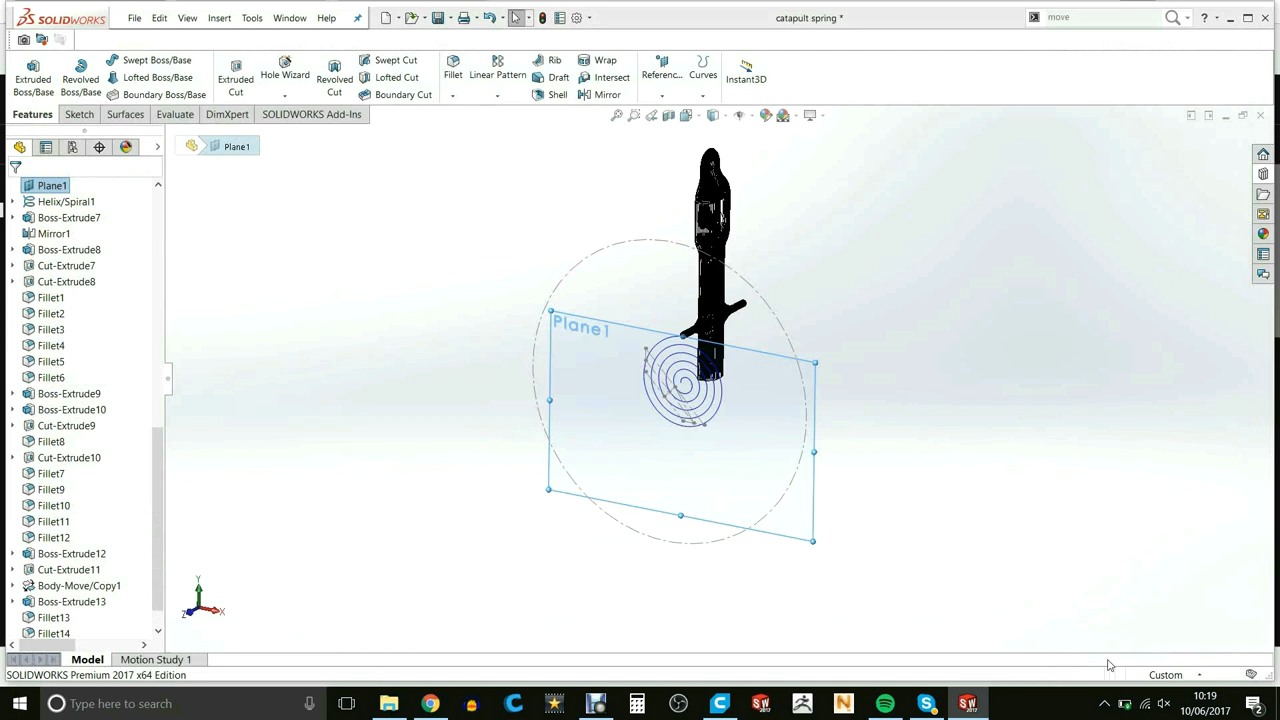 SOLIDWORKS
File
Edit
View
Insert
Tools
Window
Help
catapult spring *
move
Extruded Boss/Base
Revolved Boss/Base
Swept Boss/Base
Lofted Boss/Base
Boundary Boss/Base
Extruded Cut
Hole Wizard
Revolved Cut
Swept Cut
Lofted Cut
Boundary Cut
Fillet
Linear Pattern
Rib
Draft
Shell
Wrap
Intersect
Mirror
Referenc...
Curves
Instant3D
Features
Sketch
Surfaces
Evaluate
DimXpert
SOLIDWORKS Add-Ins
Plane1
Plane1
Helix/Spiral1
Boss-Extrude7
Mirror1
Boss-Extrude8
Cut-Extrude7
Cut-Extrude8
Fillet1
Fillet2
Fillet3
Fillet4
Fillet5
Fillet6
Boss-Extrude9
Boss-Extrude10
Cut-Extrude9
Fillet8
Cut-Extrude10
Fillet7
Fillet9
Fillet10
Fillet11
Fillet12
Boss-Extrude12
Cut-Extrude11
Body-Move/Copy1
Boss-Extrude13
Fillet13
Fillet14
Plane1
Y
Z
X
Model
Motion Study 1
SOLIDWORKS Premium 2017 x64 Edition
Custom
Type here to search
10:19
10/06/2017